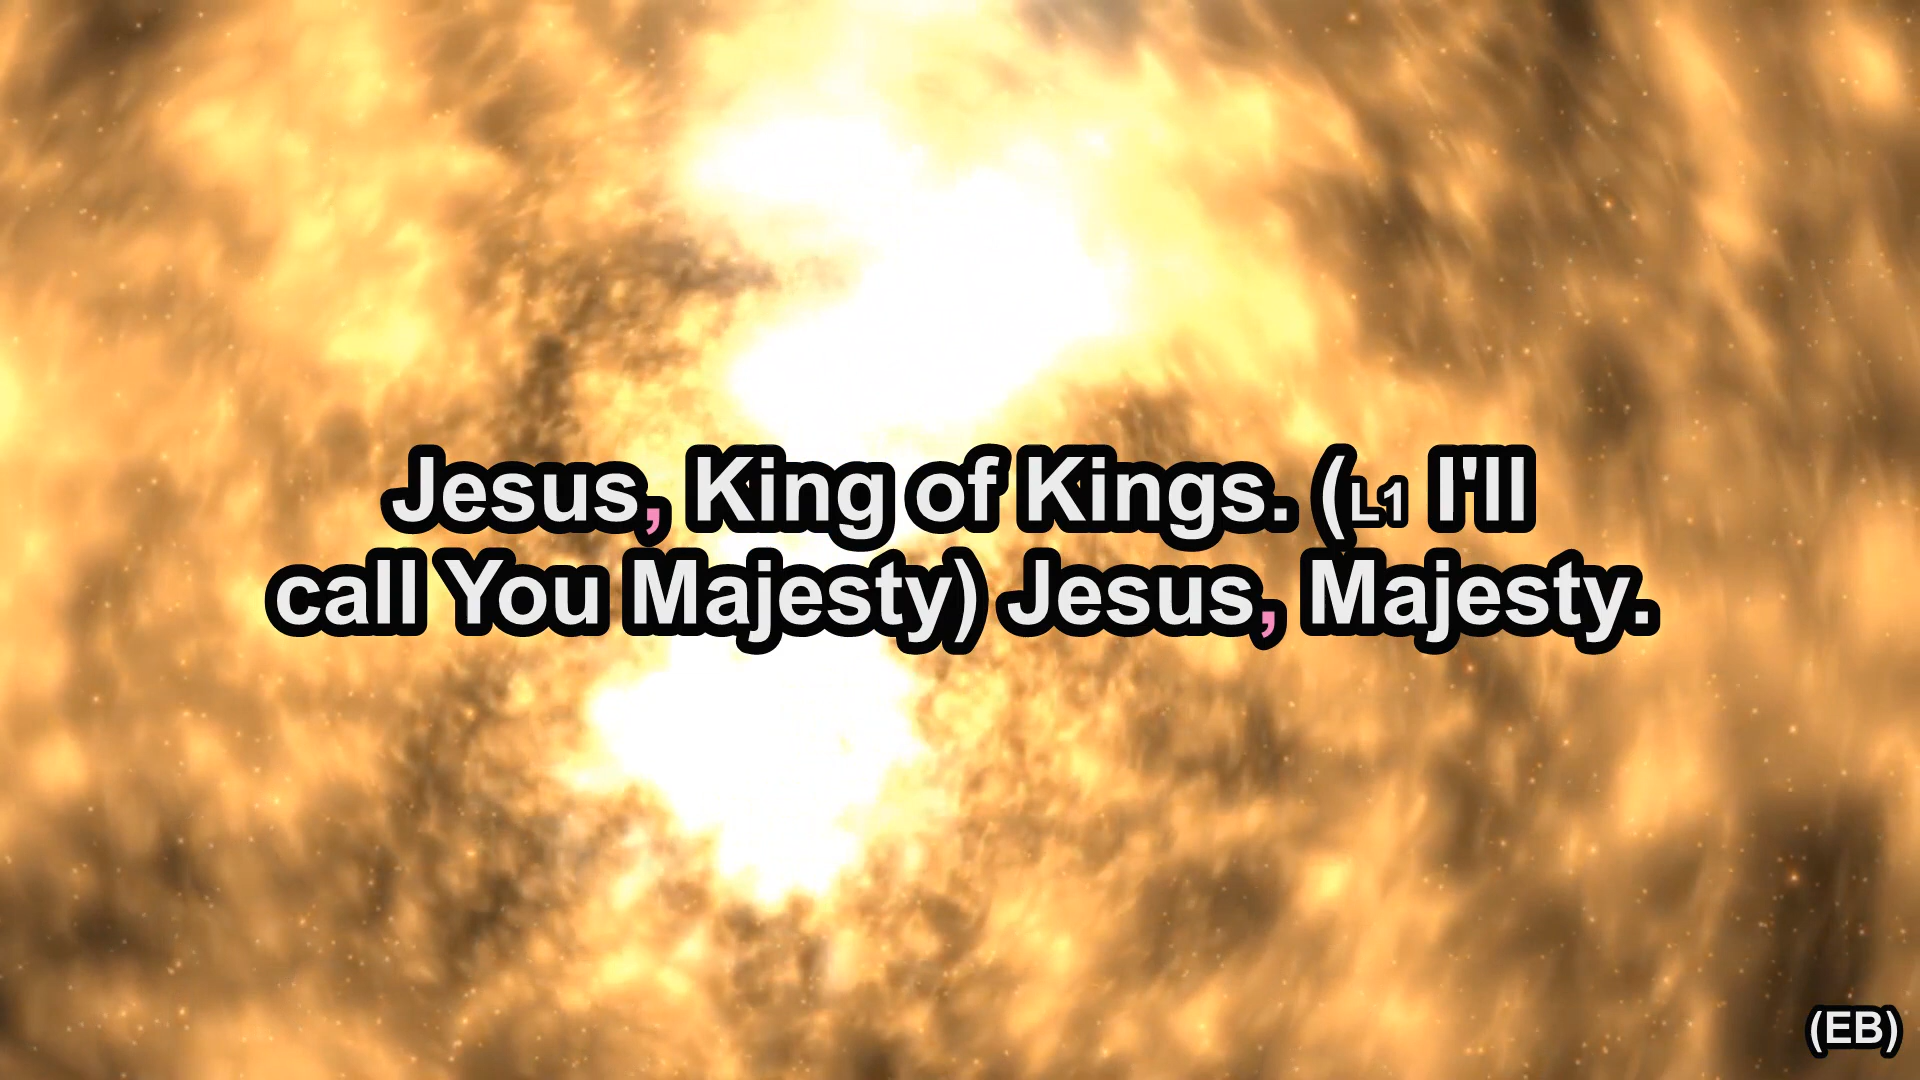 Jesus, King of Kings. (L1 I'll
call You Majesty) Jesus, Majesty.
(EB)